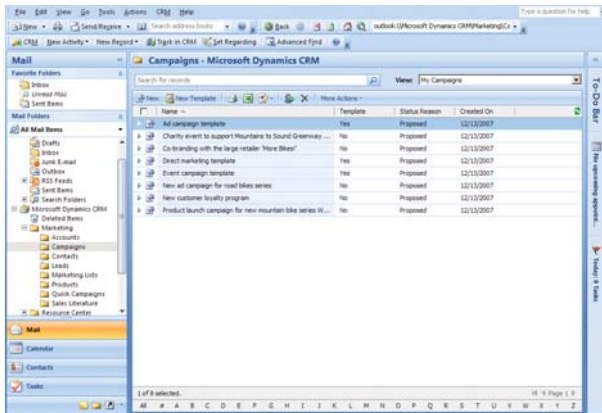 File Edit View Go Tools Actions CRM Help
Type a question for help
New Send/Receive Search address books Back outlook:\\Microsoft Dynamics CRM\Marketing\Ca
CRM New Activity New Record Track in CRM Set Regarding Advanced Find
Mail
Campaigns - Microsoft Dynamics CRM
Favorite Folders
Inbox
Unread Mail
Sent Items
Mail Folders
All Mail Items
Drafts
Inbox
Junk E-mail
Outbox
RSS Feeds
Sent Items
Search Folders
Microsoft Dynamics CRM
Deleted Items
Marketing
Accounts
Campaigns
Contacts
Leads
Marketing Lists
Products
Quick Campaigns
Sales Literature
Resource Center
Mail
Calendar
Contacts
Tasks
Search for records
View: My Campaigns
New New Template More Actions
Name Template Status Reason Created On
Ad campaign template Yes Proposed 12/13/2007
Charity event to support Mountains to Sound Greenway ... No Proposed 12/13/2007
Co-branding with the large retailer 'More Bikes!' No Proposed 12/13/2007
Direct marketing template Yes Proposed 12/13/2007
Event campaign template Yes Proposed 12/13/2007
New ad campaign for road bikes series No Proposed 12/13/2007
New customer loyalty program No Proposed 12/13/2007
Product launch campaign for new mountain bike series W... No Proposed 12/13/2007
1 of 8 selected.
Page 1
All # A B C D E F G H I J K L M N O P Q R S T U V W X Y Z
To-Do Bar
No upcoming appoint...
Today: 0 Tasks